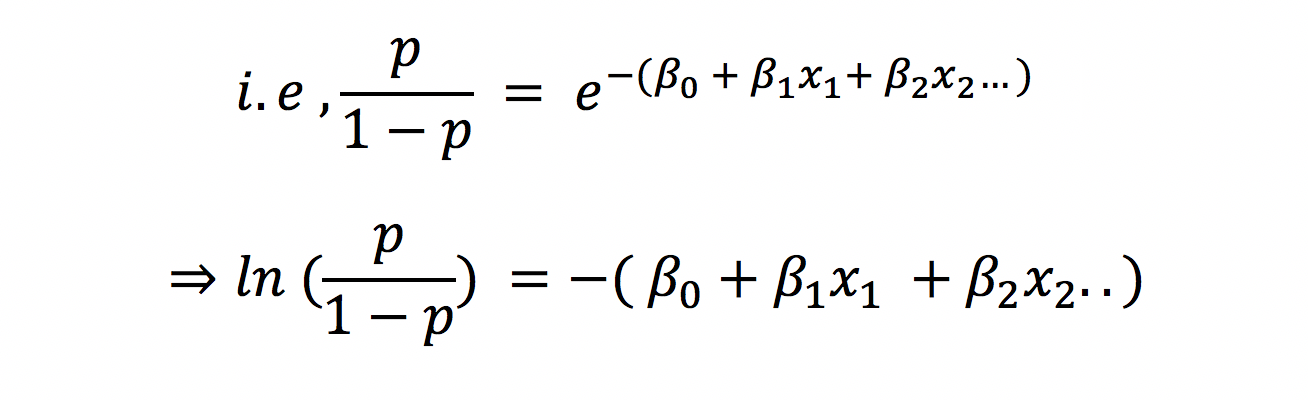 i.e ,p/(1 − p) = e^−(β₀ + β₁x₁+ β₂x₂…)
⇒ ln (p/(1 − p)) = −( β₀ + β₁x₁ + β₂x₂. . )